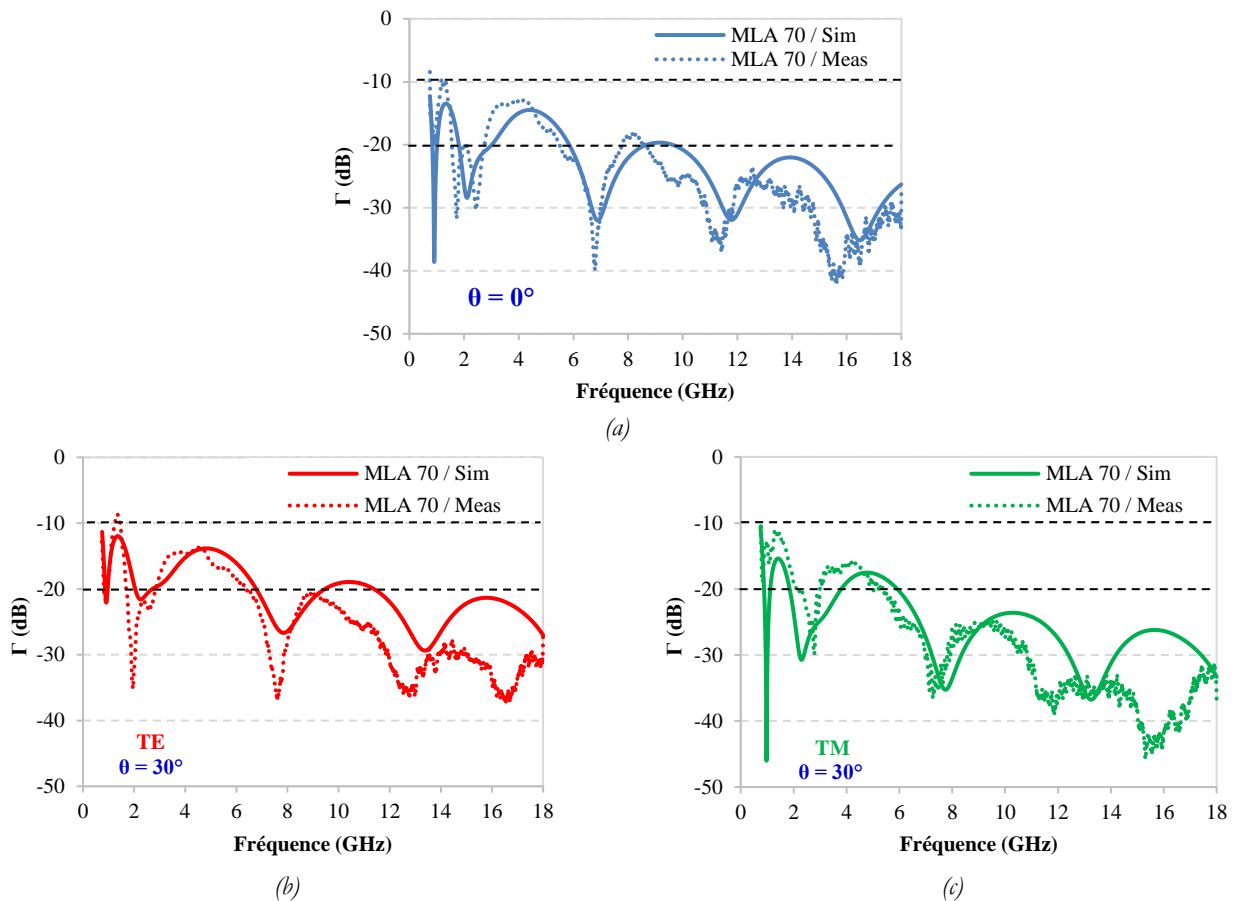 0
-10
-20
-30
-40
-50
Γ (dB)
MLA 70 / Sim
MLA 70 / Meas
θ = 0°
0 2 4 6 8 10 12 14 16 18
Fréquence (GHz)
(a)
0
-10
-20
-30
-40
-50
Γ (dB)
MLA 70 / Sim
MLA 70 / Meas
TE
θ = 30°
0 2 4 6 8 10 12 14 16 18
Fréquence (GHz)
(b)
0
-10
-20
-30
-40
-50
Γ (dB)
MLA 70 / Sim
MLA 70 / Meas
TM
θ = 30°
0 2 4 6 8 10 12 14 16 18
Fréquence (GHz)
(c)